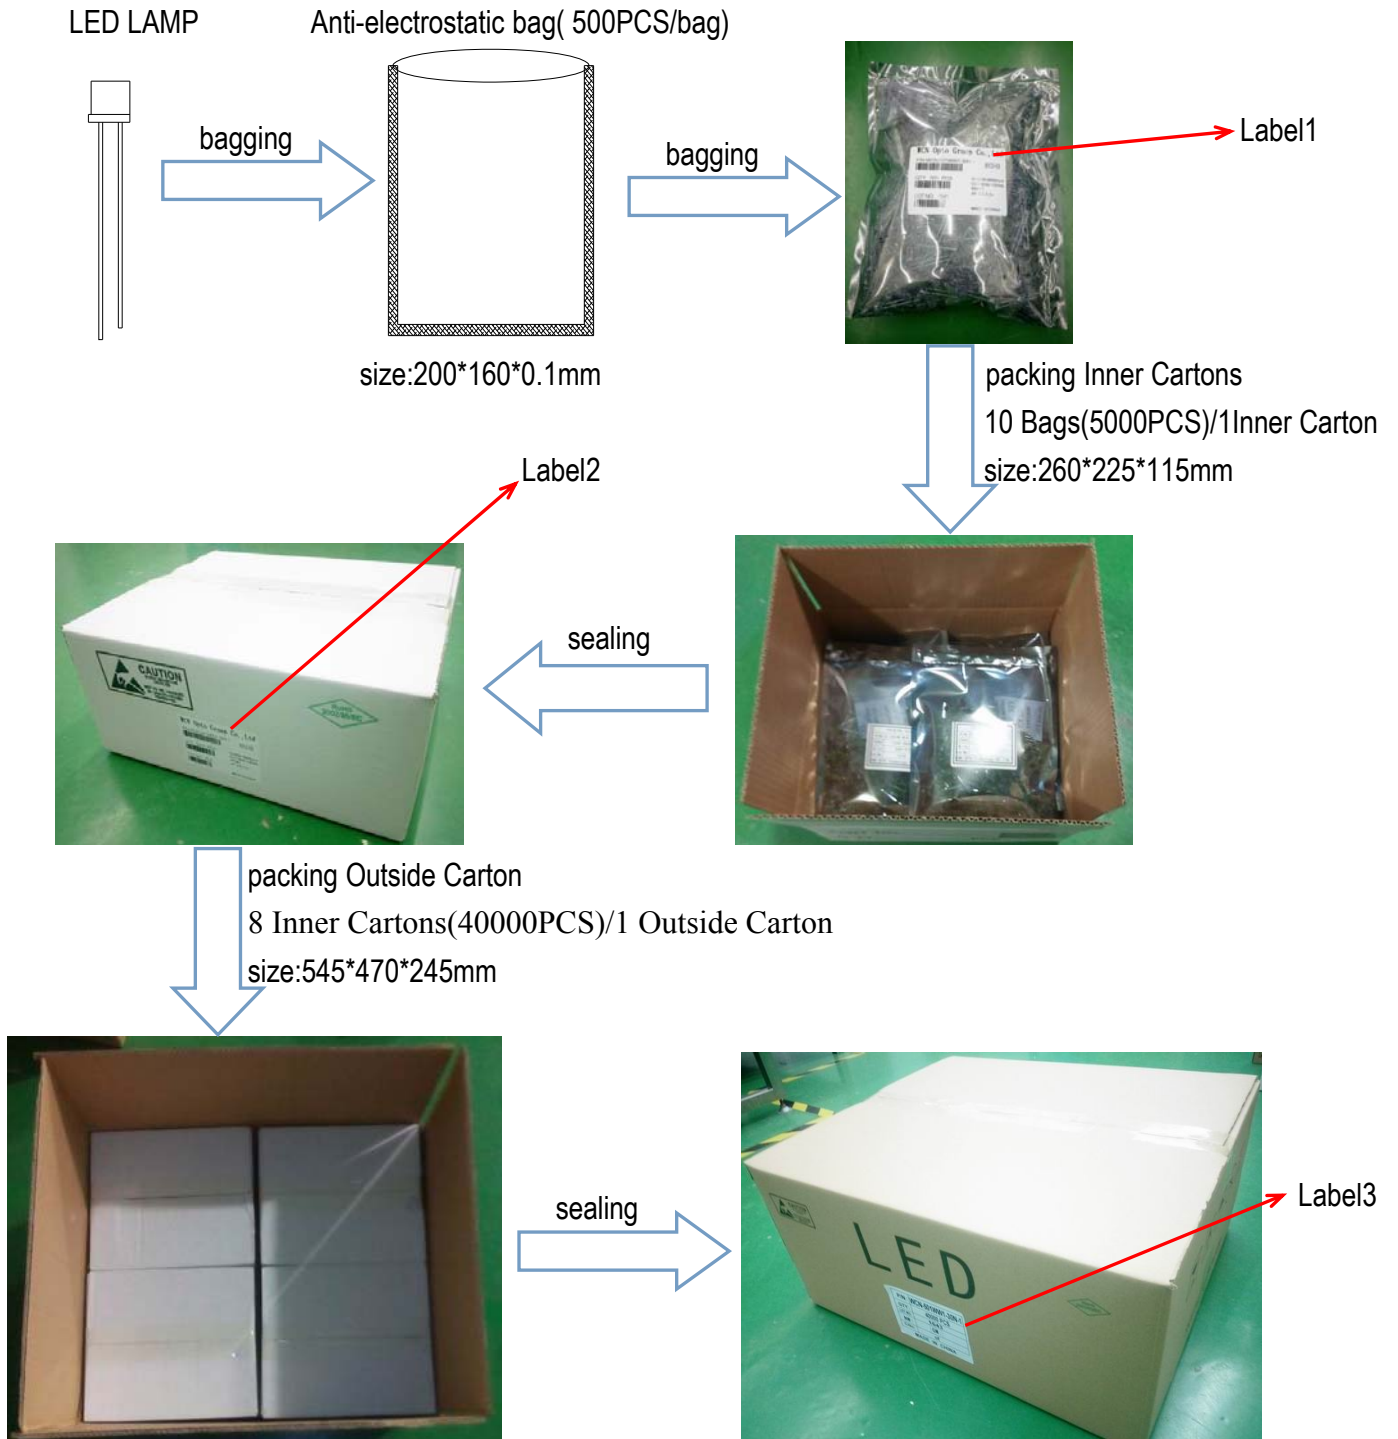 LED LAMP
Anti-electrostatic bag( 500PCS/bag)
bagging
bagging
Label1
size:200*160*0.1mm
packing Inner Cartons
10 Bags(5000PCS)/1Inner Carton
size:260*225*115mm
Label2
sealing
CAUTION
packing Outside Carton
8 Inner Cartons(40000PCS)/1 Outside Carton
size:545*470*245mm
sealing
Label3
LED